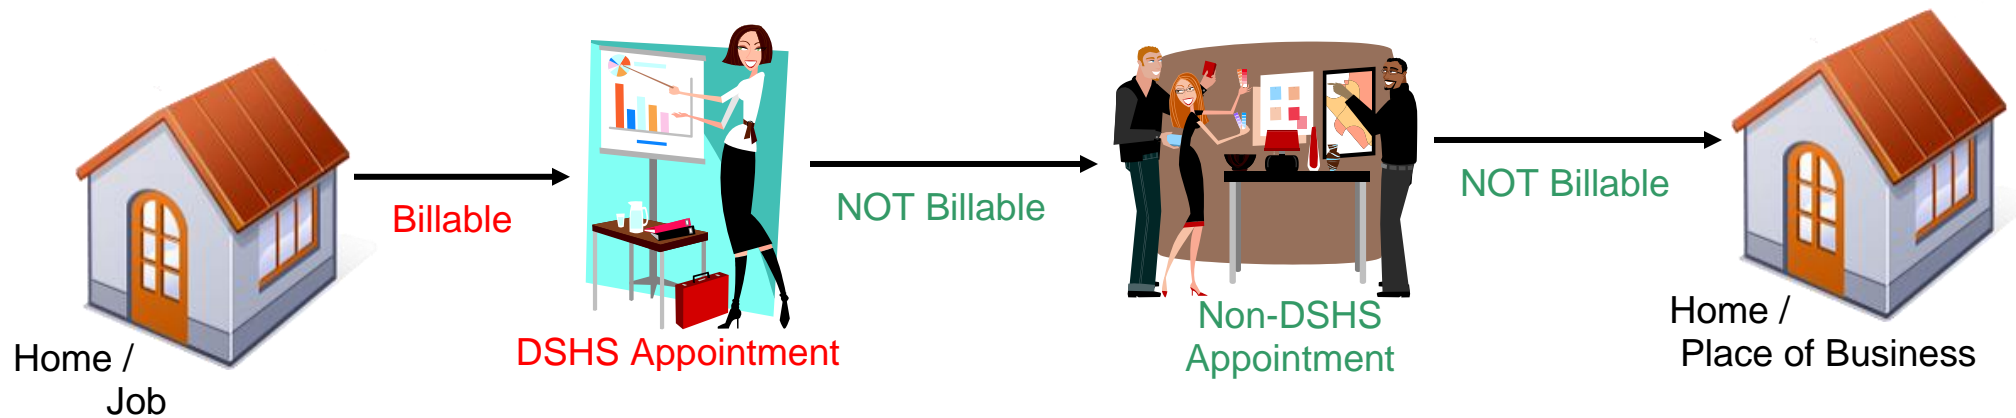 Home /
Job
Billable
DSHS Appointment
NOT Billable
Non-DSHS
Appointment
NOT Billable
Home /
Place of Business